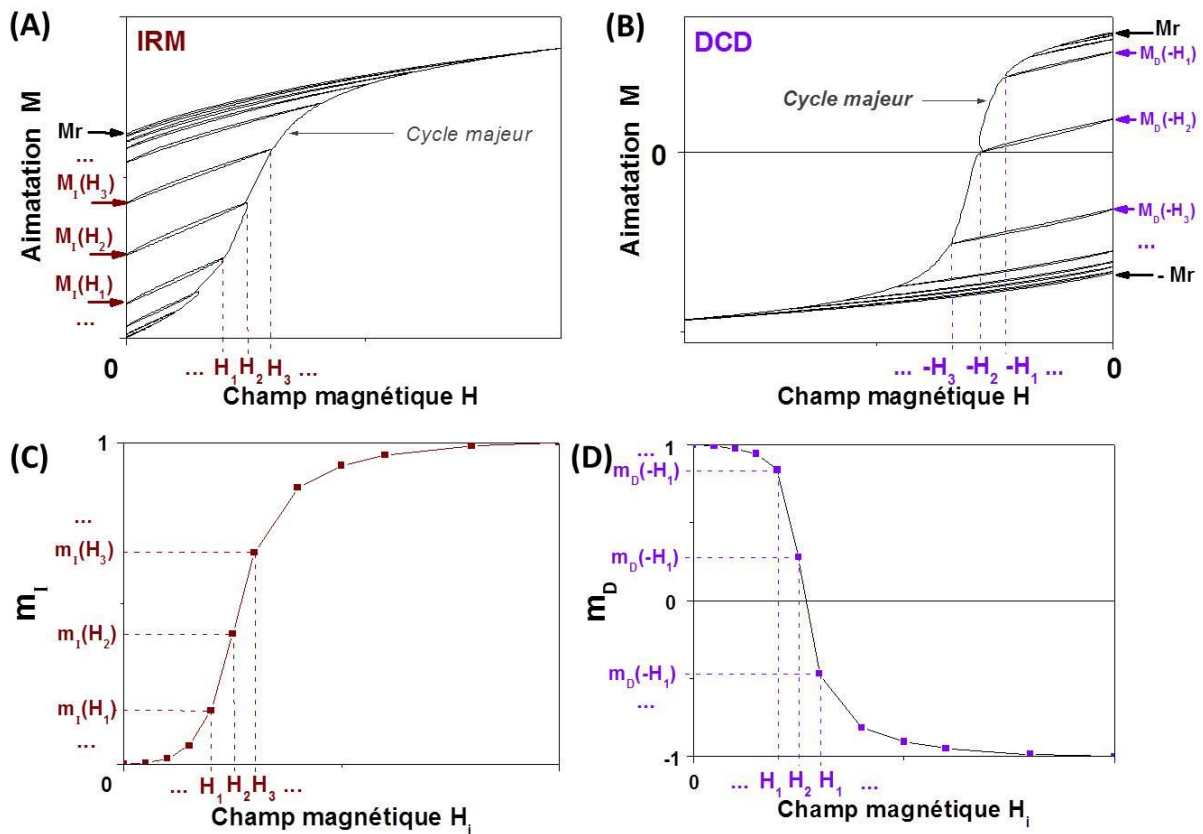 (A)
IRM
Aimatation M
Mr
...
M_I(H_3)
M_I(H_2)
M_I(H_1)
...
Cycle majeur
0
... H_1 H_2 H_3 ...
Champ magnétique H
(B)
DCD
Aimatation M
0
Cycle majeur
Mr
M_D(-H_1)
M_D(-H_2)
M_D(-H_3)
...
- Mr
... -H_3 -H_2 -H_1 ...
0
Champ magnétique H
(C)
1
m_I
...
m_I(H_3)
m_I(H_2)
m_I(H_1)
...
0
... H_1 H_2 H_3 ...
Champ magnétique H_i
(D)
m_D
...
1
m_D(-H_1)
m_D(-H_1)
0
m_D(-H_1)
...
-1
0
... H_1 H_2 H_1 ...
Champ magnétique H_i